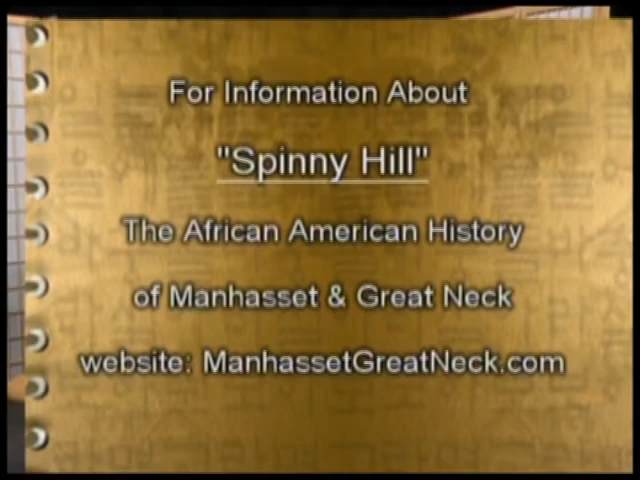 For Information About
"Spinny Hill"
The African American History
of Manhasset & Great Neck
website: ManhassetGreatNeck.com